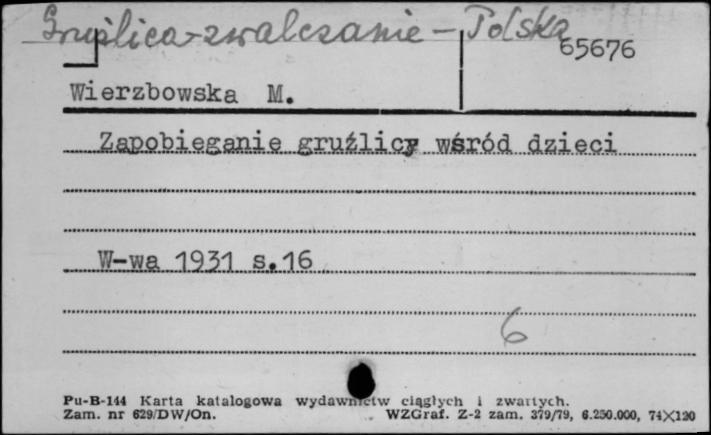 Gruźlica-zwalczanie - Polska
65676
Wierzbowska M.
Zapobieganie gruźlicy wśród dzieci
W-wa 1931 s.16
6
Pu-B-144 Karta katalogowa wydawnictw ciągłych i zwartych.
Zam. nr 629/DW/On. WZGraf. Z-2 zam. 379/79, 6.250.000, 74X120